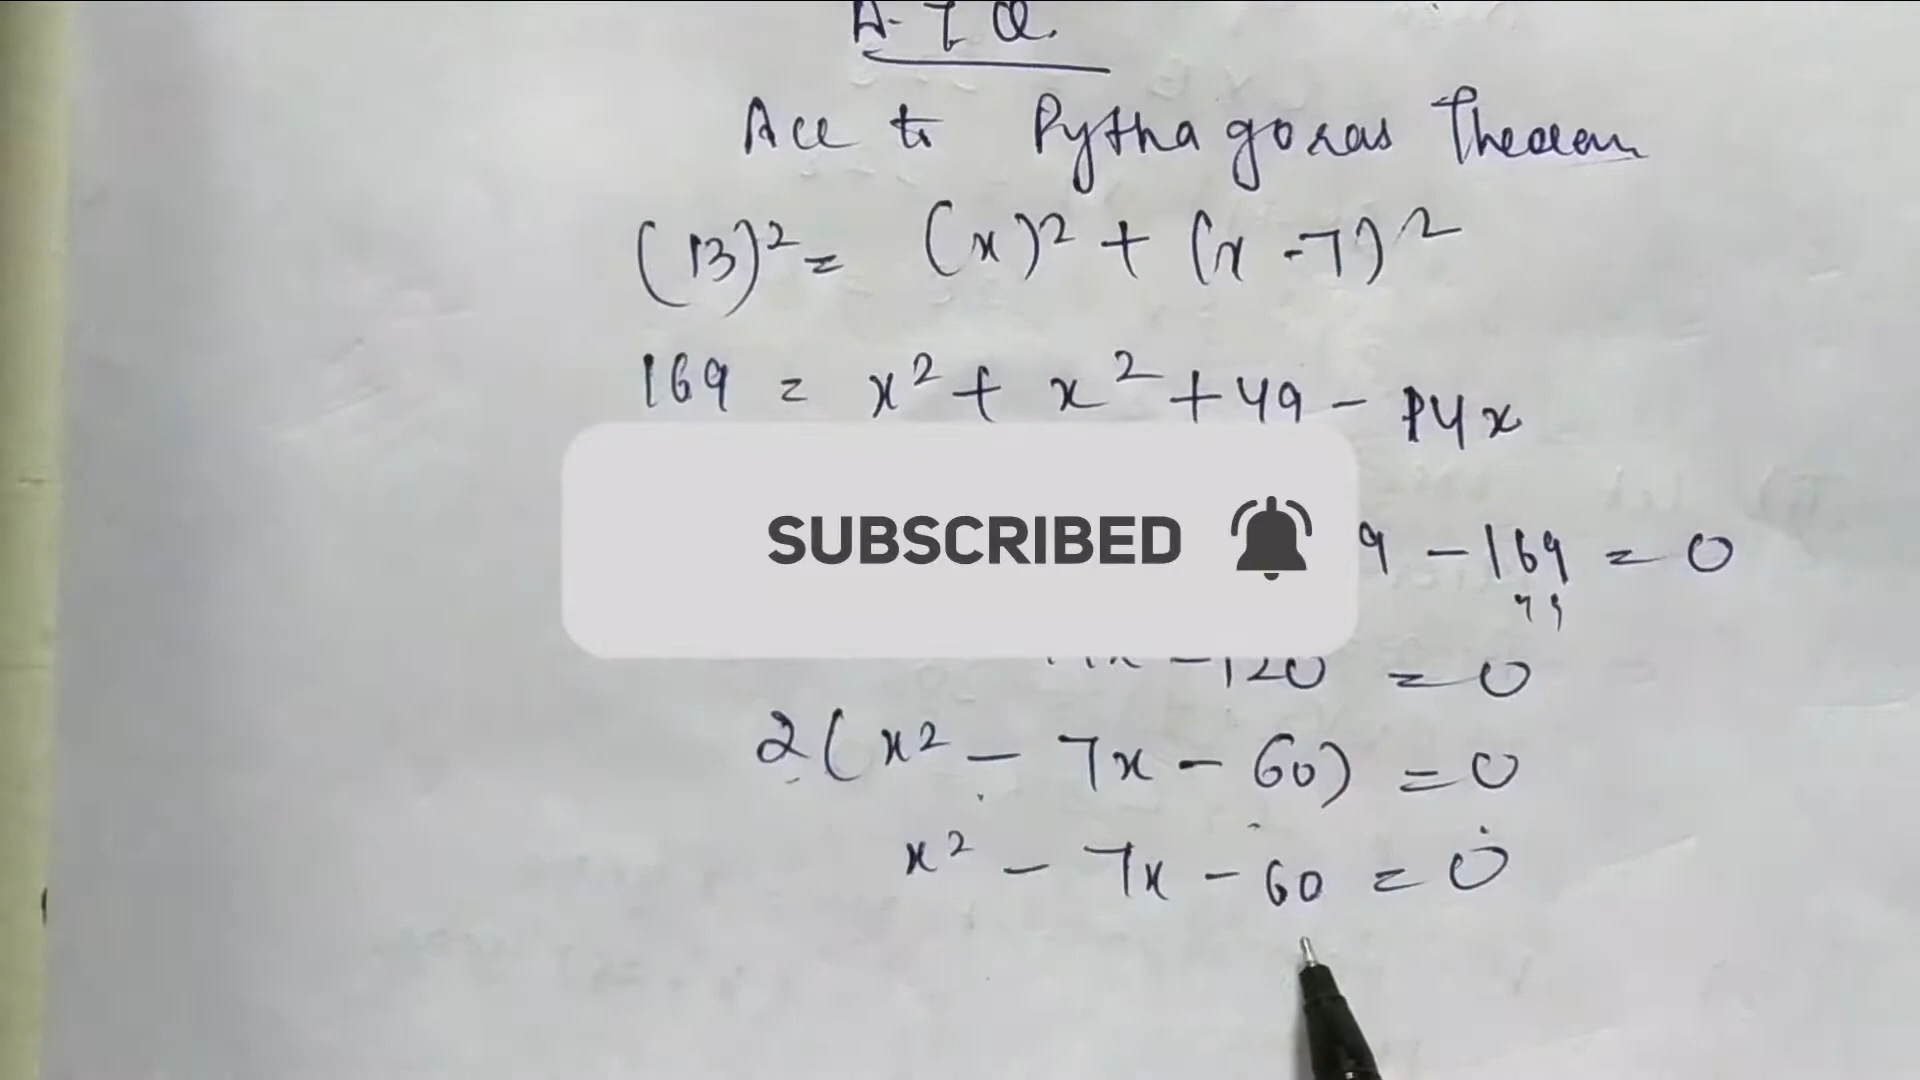 A-T Q.
Acc to Pythagoras Theorem
(13)² = (x)² + (x -7)²
169 = x² + x² + 49 - 14x
SUBSCRIBED
9 - 169 = 0
49
-120 = 0
2(x² - 7x - 60) = 0
x² - 7x - 60 = 0